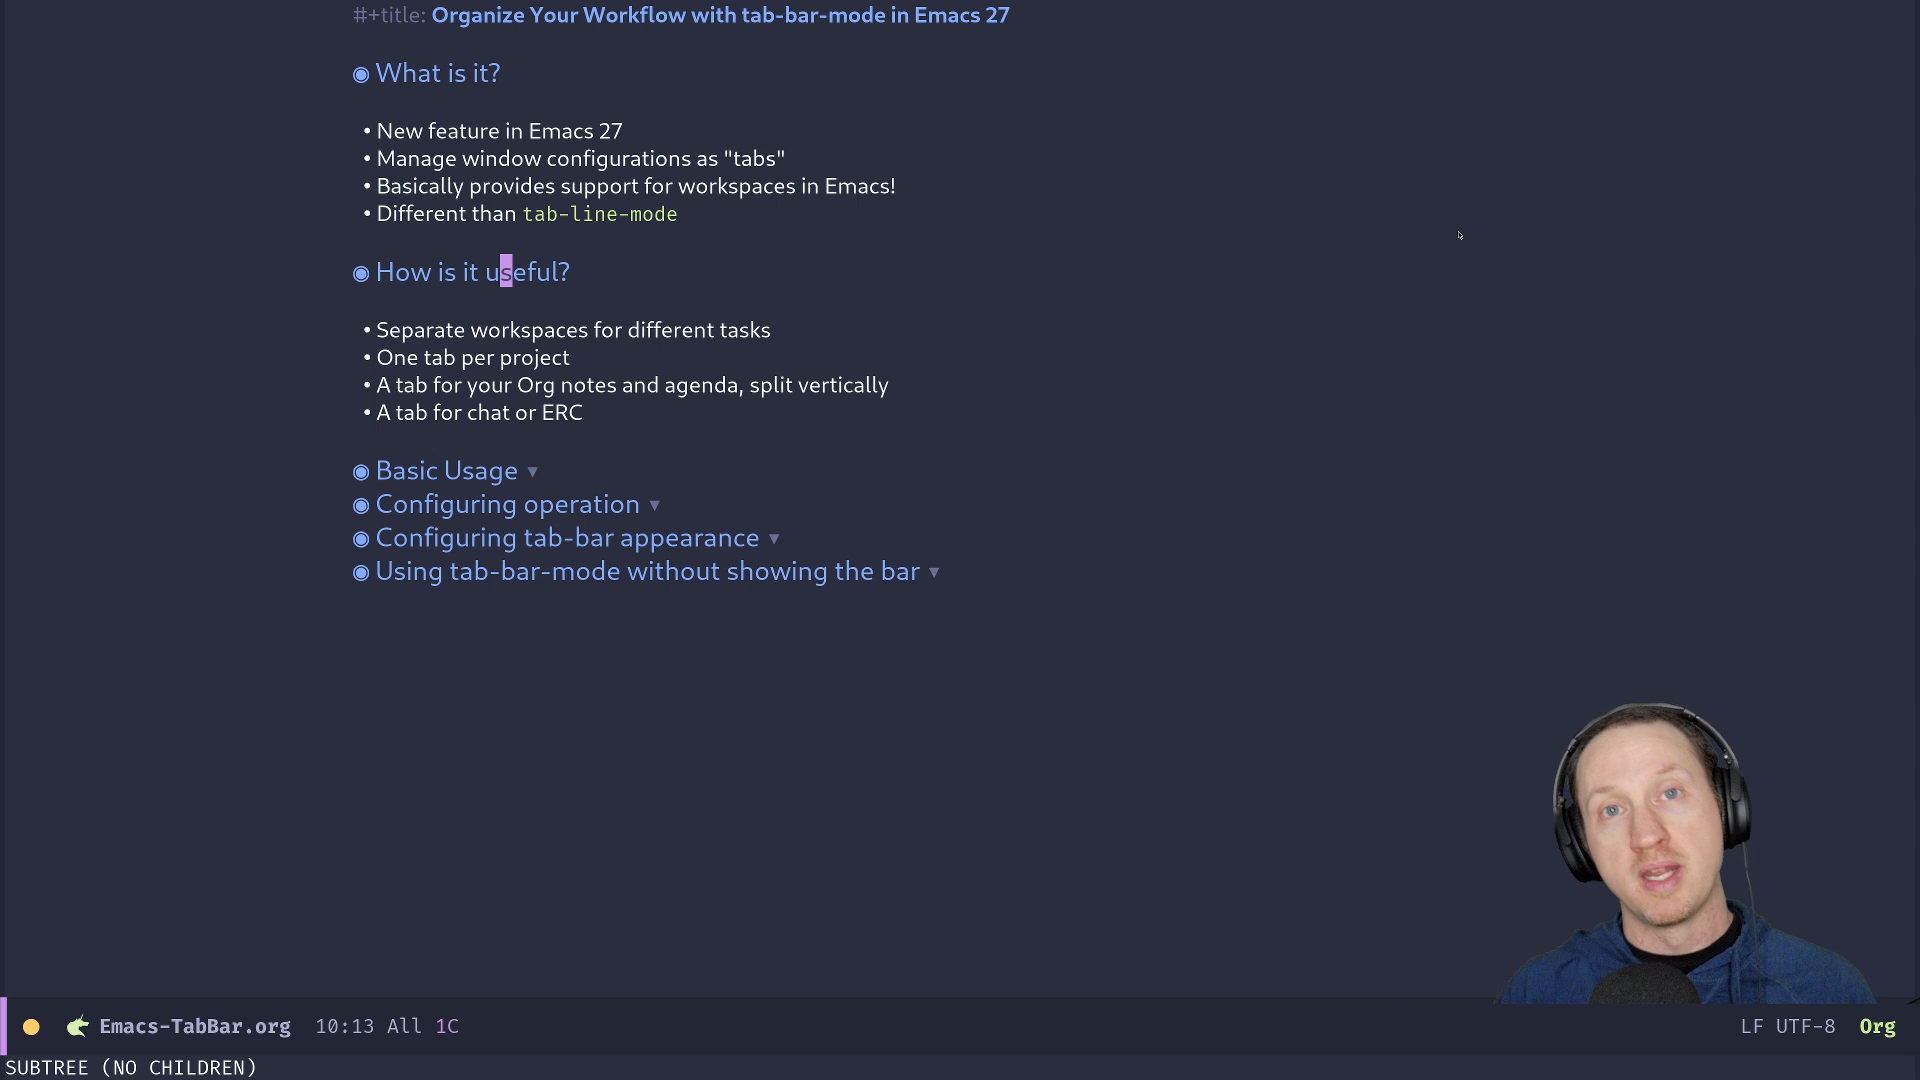 #+title: Organize Your Workflow with tab-bar-mode in Emacs 27
◉ What is it?
• New feature in Emacs 27
• Manage window configurations as "tabs"
• Basically provides support for workspaces in Emacs!
• Different than tab-line-mode
◉ How is it useful?
• Separate workspaces for different tasks
• One tab per project
• A tab for your Org notes and agenda, split vertically
• A tab for chat or ERC
◉ Basic Usage ▾
◉ Configuring operation ▾
◉ Configuring tab-bar appearance ▾
◉ Using tab-bar-mode without showing the bar ▾
Emacs-TabBar.org 10:13 All 1C LF UTF-8 Org
SUBTREE (NO CHILDREN)